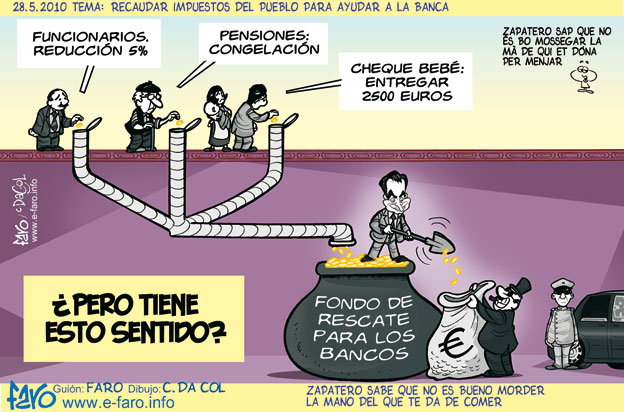 28.5.2010 TEMA: RECAUDAR IMPUESTOS DEL PUEBLO PARA AYUDAR A LA BANCA
FUNCIONARIOS.
REDUCCIÓN 5%
PENSIONES:
CONGELACIÓN
CHEQUE BEBÉ:
ENTREGAR
2500 EUROS
ZAPATERO SAP QUE NO
ÉS BO MOSSEGAR LA
MÀ DE QUI ET DÓNA
PER MENJAR
FARO / C. DA COL
www.e-faro.info
¿PERO TIENE
ESTO SENTIDO?
FONDO DE
RESCATE
PARA LOS
BANCOS
€
FARO Guión: FARO Dibujo: C. DA COL
www.e-faro.info
ZAPATERO SABE QUE NO ES BUENO MORDER
LA MANO DEL QUE TE DA DE COMER